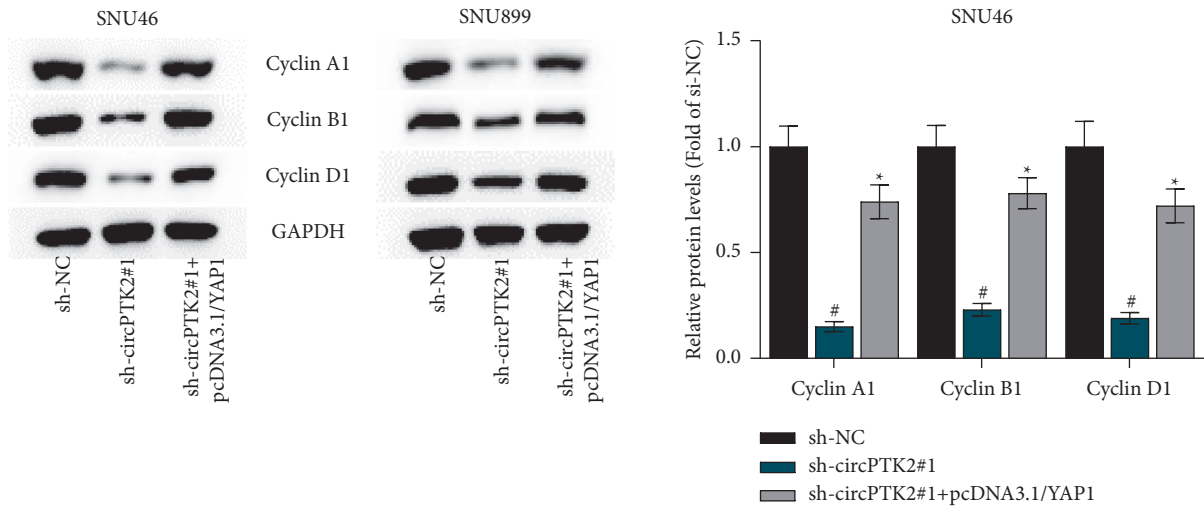 SNU46
SNU899
Cyclin A1
Cyclin B1
Cyclin D1
GAPDH
sh-NC
sh-circPTK2#1
sh-circPTK2#1+
pcDNA3.1/YAP1
sh-NC
sh-circPTK2#1
sh-circPTK2#1+
pcDNA3.1/YAP1
SNU46
Relative protein levels (Fold of si-NC)
1.5
1.0
0.5
0.0
#
*
#
*
#
*
Cyclin A1
Cyclin B1
Cyclin D1
sh-NC
sh-circPTK2#1
sh-circPTK2#1+pcDNA3.1/YAP1